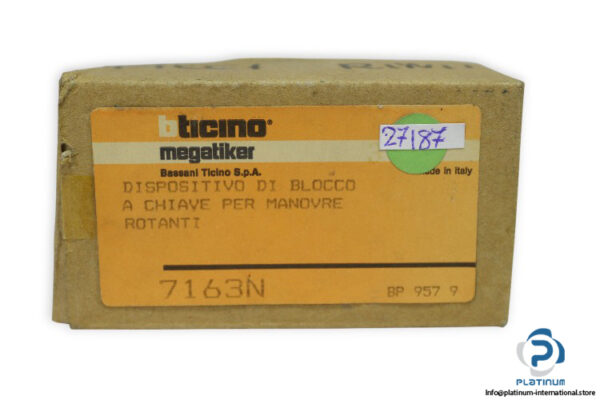 bticino®
megatiker
Bassani Ticino S.p.A.
27187
made in Italy
DISPOSITIVO DI BLOCCO
A CHIAVE PER MANOVRE
ROTANTI
7163N
BP 957 9
PLATINUM
Info@platinum-international.store